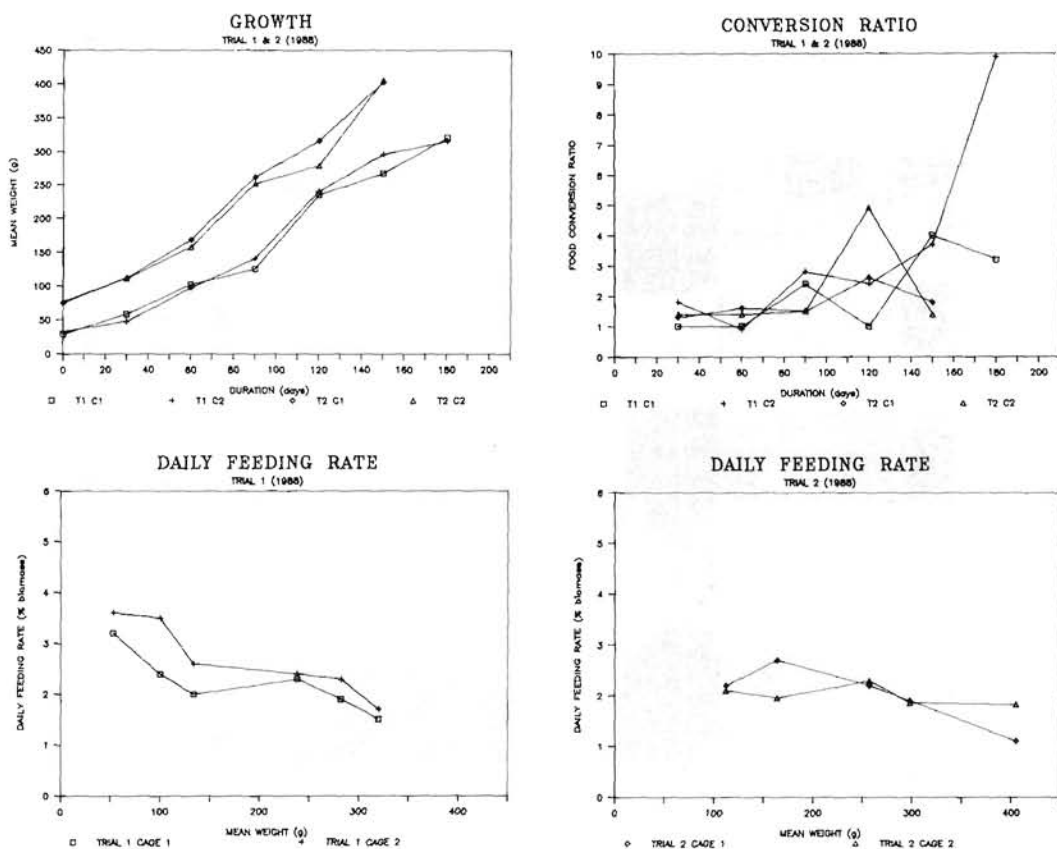 GROWTH
TRIAL 1 & 2 (1988)
450
400
350
300
250
200
150
100
50
0
MEAN WEIGHT (g)
0 20 40 60 80 100 120 140 160 180 200
DURATION (days)
T1 C1 T1 C2 T2 C1 T2 C2
CONVERSION RATIO
TRIAL 1 & 2 (1988)
10
9
8
7
6
5
4
3
2
1
0
FOOD CONVERSION RATIO
0 20 40 60 80 100 120 140 160 180 200
DURATION (days)
T1 C1 T1 C2 T2 C1 T2 C2
DAILY FEEDING RATE
TRIAL 1 (1988)
6
5
4
3
2
1
0
DAILY FEEDING RATE (% biomass)
0 100 200 300 400
MEAN WEIGHT (g)
TRIAL 1 CAGE 1 TRIAL 1 CAGE 2
DAILY FEEDING RATE
TRIAL 2 (1988)
6
5
4
3
2
1
0
DAILY FEEDING RATE (% biomass)
0 100 200 300 400
MEAN WEIGHT (g)
TRIAL 2 CAGE 1 TRIAL 2 CAGE 2